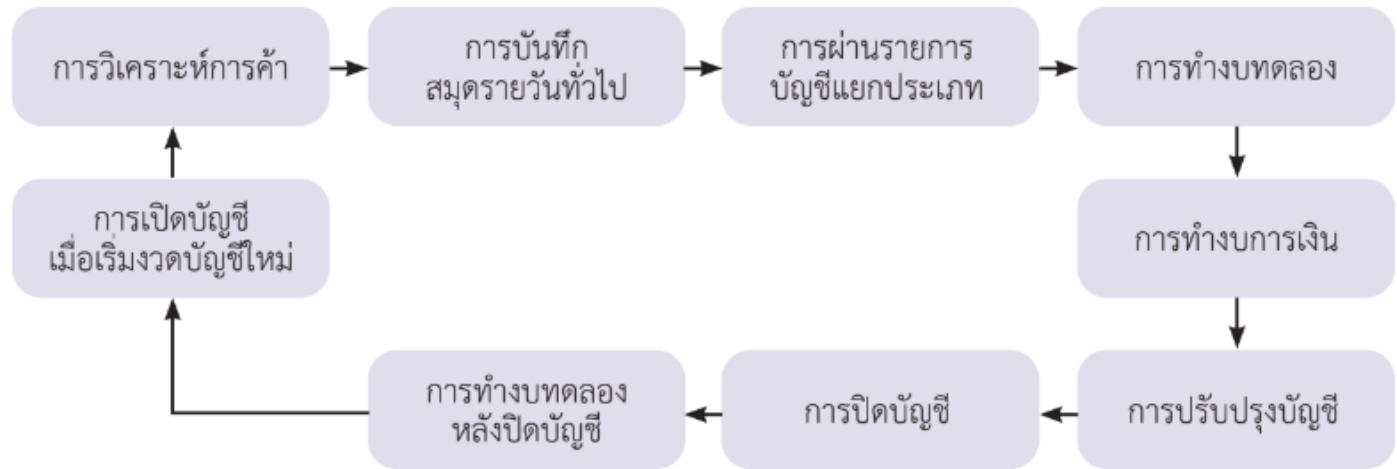 การวิเคราะห์การค้า
การบันทึก
สมุดรายวันทั่วไป
การผ่านรายการ
บัญชีแยกประเภท
การทำงบทดลอง
การทำงบการเงิน
การปรับปรุงบัญชี
การปิดบัญชี
การทำงบทดลอง
หลังปิดบัญชี
การเปิดบัญชี
เมื่อเริ่มงวดบัญชีใหม่